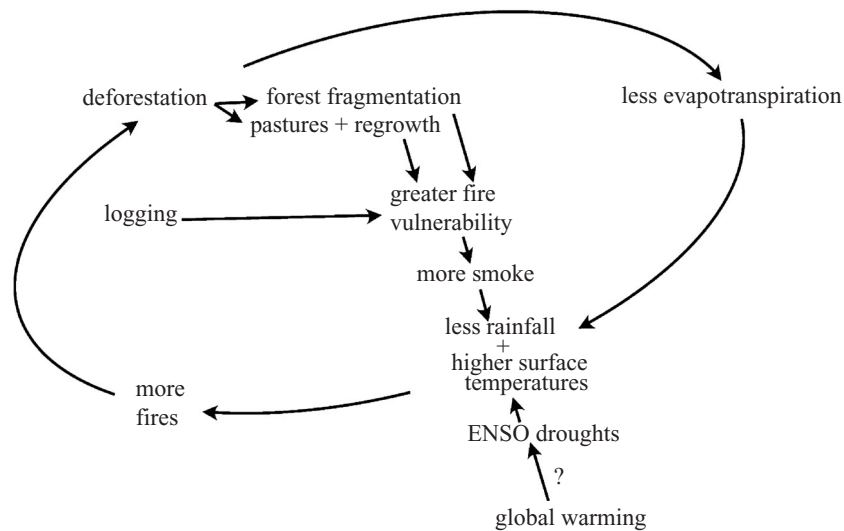 deforestation
forest fragmentation
pastures + regrowth
less evapotranspiration
logging
greater fire
vulnerability
more smoke
less rainfall
+
higher surface
temperatures
more
fires
ENSO droughts
?
global warming